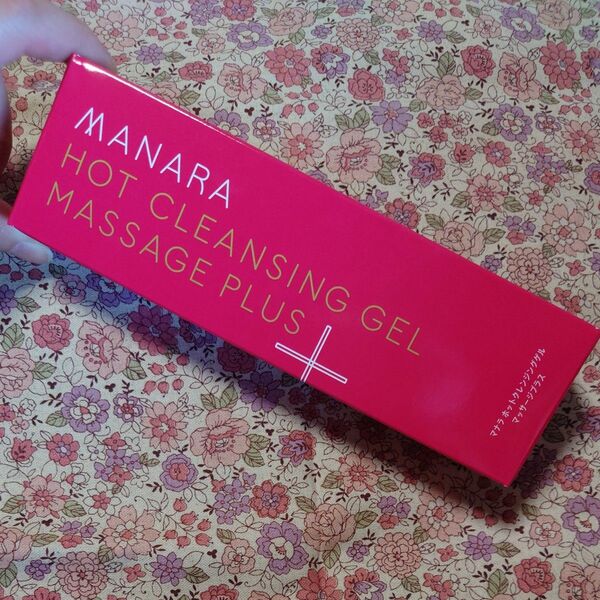 MANARA
HOT CLEANSING GEL
MASSAGE PLUS
マナラ ホットクレンジングゲル
マッサージプラス